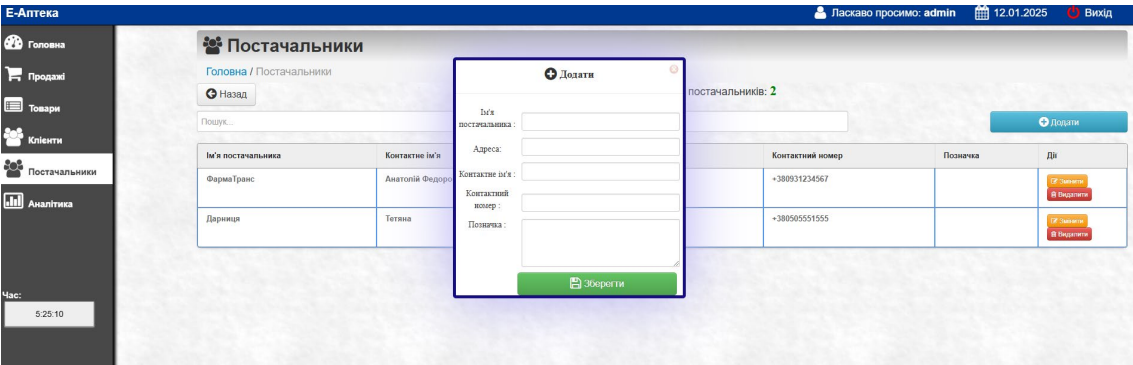 Е-Аптека
Ласкаво просимо: admin
12.01.2025
Вихід
Головна
Продажі
Товари
Клієнти
Постачальники
Аналітика
Час:
5:25:10
Постачальники
Головна / Постачальники
Назад
постачальників: 2
Пошук...
Додати
Ім'я постачальника
Контактне ім'я
Контактний номер
Позначка
Дії
ФармаТранс
Анатолій Федоро
+380931234567
Змінити
Видалити
Дарниця
Тетяна
+380505551555
Змінити
Видалити
Додати
Ім'я
постачальника :
Адреса:
Контактне ім'я :
Контактний
номер :
Позначка :
Зберегти